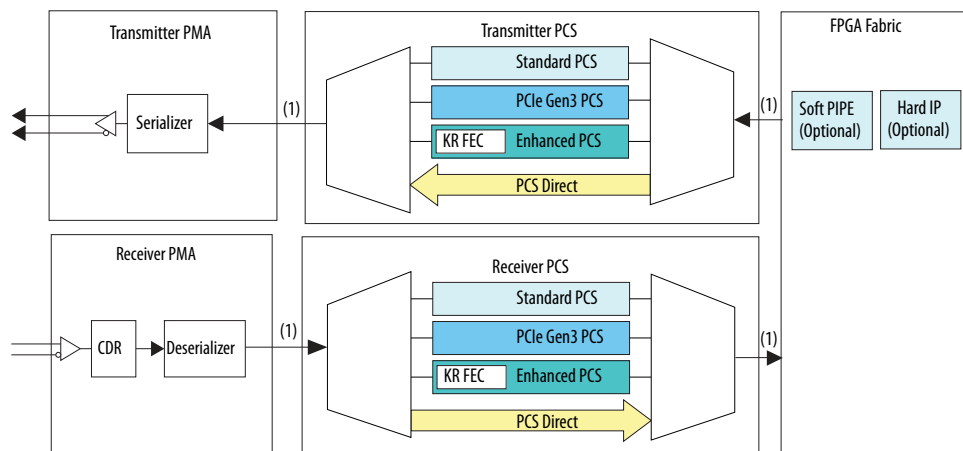 Transmitter PMA
Serializer
(1)
Transmitter PCS
Standard PCS
PCIe Gen3 PCS
KR FEC Enhanced PCS
PCS Direct
(1)
FPGA Fabric
Soft PIPE
(Optional)
Hard IP
(Optional)
Receiver PMA
CDR
Deserializer
(1)
Receiver PCS
Standard PCS
PCIe Gen3 PCS
KR FEC Enhanced PCS
PCS Direct
(1)